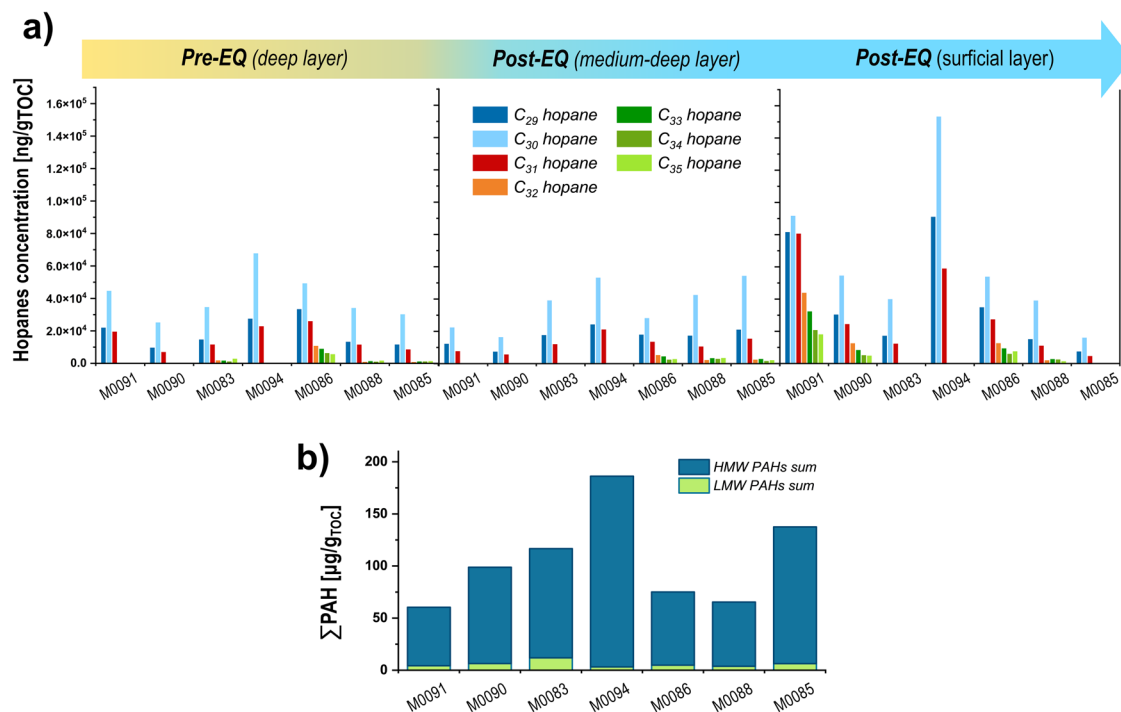 a)
Pre-EQ (deep layer) Post-EQ (medium-deep layer) Post-EQ (surficial layer)
Hopanes concentration [ng/gTOC]
1.6×10⁵
1.4×10⁵
1.2×10⁵
1.0×10⁵
8.0×10⁴
6.0×10⁴
4.0×10⁴
2.0×10⁴
0.0
C₂₉ hopane
C₃₀ hopane
C₃₁ hopane
C₃₂ hopane
C₃₃ hopane
C₃₄ hopane
C₃₅ hopane
M0091 M0090 M0083 M0094 M0086 M0088 M0085 M0091 M0090 M0083 M0094 M0086 M0088 M0085 M0091 M0090 M0083 M0094 M0086 M0088 M0085
b)
∑PAH [µg/gTOC]
200
150
100
50
0
HMW PAHs sum
LMW PAHs sum
M0091 M0090 M0083 M0094 M0086 M0088 M0085